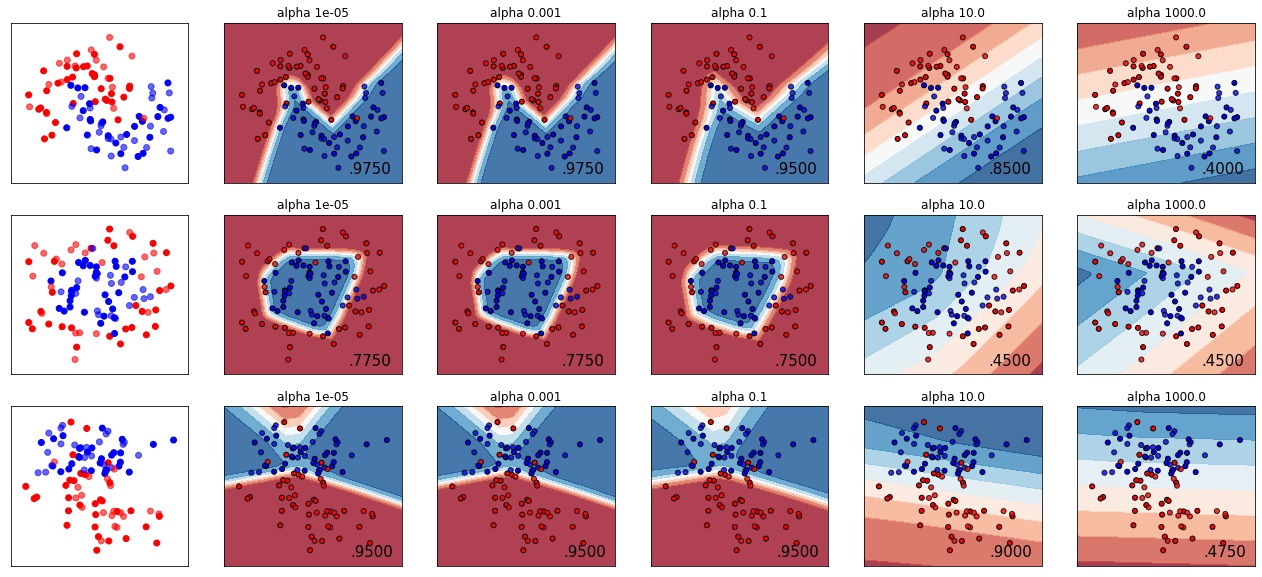 alpha 1e-05
alpha 0.001
alpha 0.1
alpha 10.0
alpha 1000.0
.9750
.9750
.9500
.8500
.4000
alpha 1e-05
alpha 0.001
alpha 0.1
alpha 10.0
alpha 1000.0
.7750
.7750
.7500
.4500
.4500
alpha 1e-05
alpha 0.001
alpha 0.1
alpha 10.0
alpha 1000.0
.9500
.9500
.9500
.9000
.4750